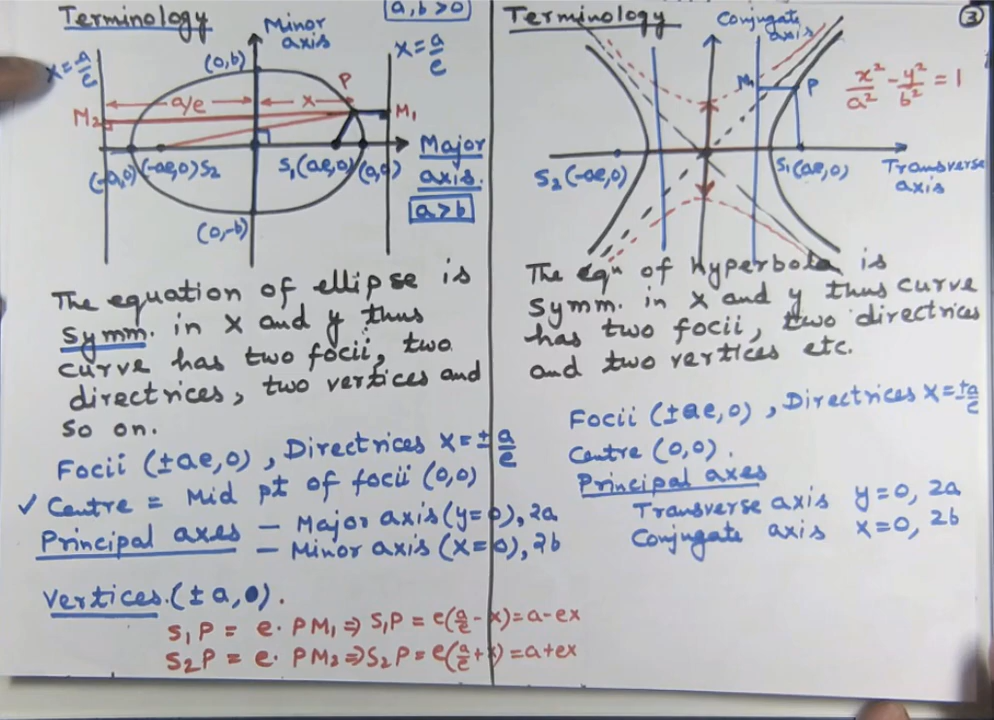 Terminology
Minor
axis
a,b>0
x=a/e
x=-a/e
(0,b)
P
a/e
x
M2
M1
Major
axis.
a>b
(-a,0)
(-ae,0)
S2
S1(ae,0)
(a,0)
(0,-b)
The equation of ellipse is
symm. in x and y thus
curve has two focii, two
directrices, two vertices and
so on.
Focii (±ae,0), Directrices x=±a/e
✓ Centre = Mid pt of focii (0,0)
Principal axes – Major axis (y=0), 2a
– Minor axis (x=0), 2b
Vertices. (±a,0).
S1P = e. PM1 ⇒ S1P = e(a/e - x) = a-ex
S2P = e. PM2 ⇒ S2P = e(a/e + x) = a+ex
Terminology
Conjugate
axis
3
M1
P
x²/a² - y²/b² = 1
S2(-ae,0)
S1(ae,0)
Transverse
axis
The eqn of hyperbola is
symm. in x and y thus curve
has two focii, two directrices
and two vertices etc.
Focii (±ae,0), Directrices x=±a/e
Centre (0,0).
Principal axes
Transverse axis y=0, 2a
Conjugate axis x=0, 2b